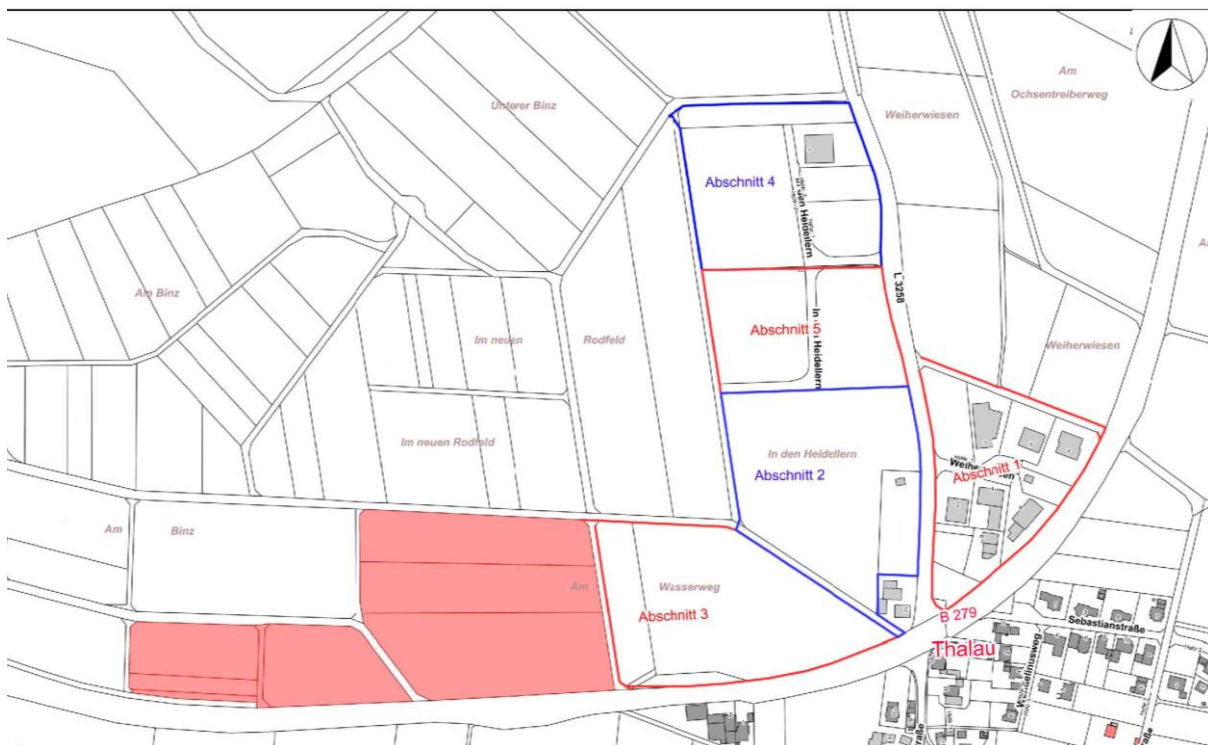 Am
Ochsentreiberweg
Unterer Binz
Weiherwiesen
Abschnitt 4
In den Heidellern
L 3258
Am Binz
Im neuen
Rodfeld
Abschnitt 5
In den Heidellern
Weiherwiesen
Im neuen Rodfeld
In den Heidellern
Abschnitt 2
Abschnitt 1
Am
Binz
Am
Wasserweg
Abschnitt 3
B 279
Thalau
Sebastianstraße
Wendelinusweg